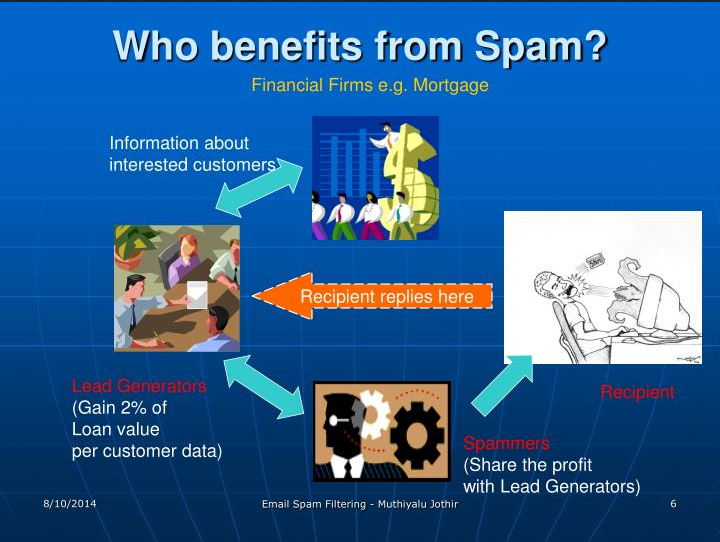 Who benefits from Spam?
Financial Firms e.g. Mortgage
Information about
interested customers
Recipient replies here
Lead Generators
(Gain 2% of
Loan value
per customer data)
Recipient
Spammers
(Share the profit
with Lead Generators)
8/10/2014
Email Spam Filtering - Muthiyalu Jothir
6